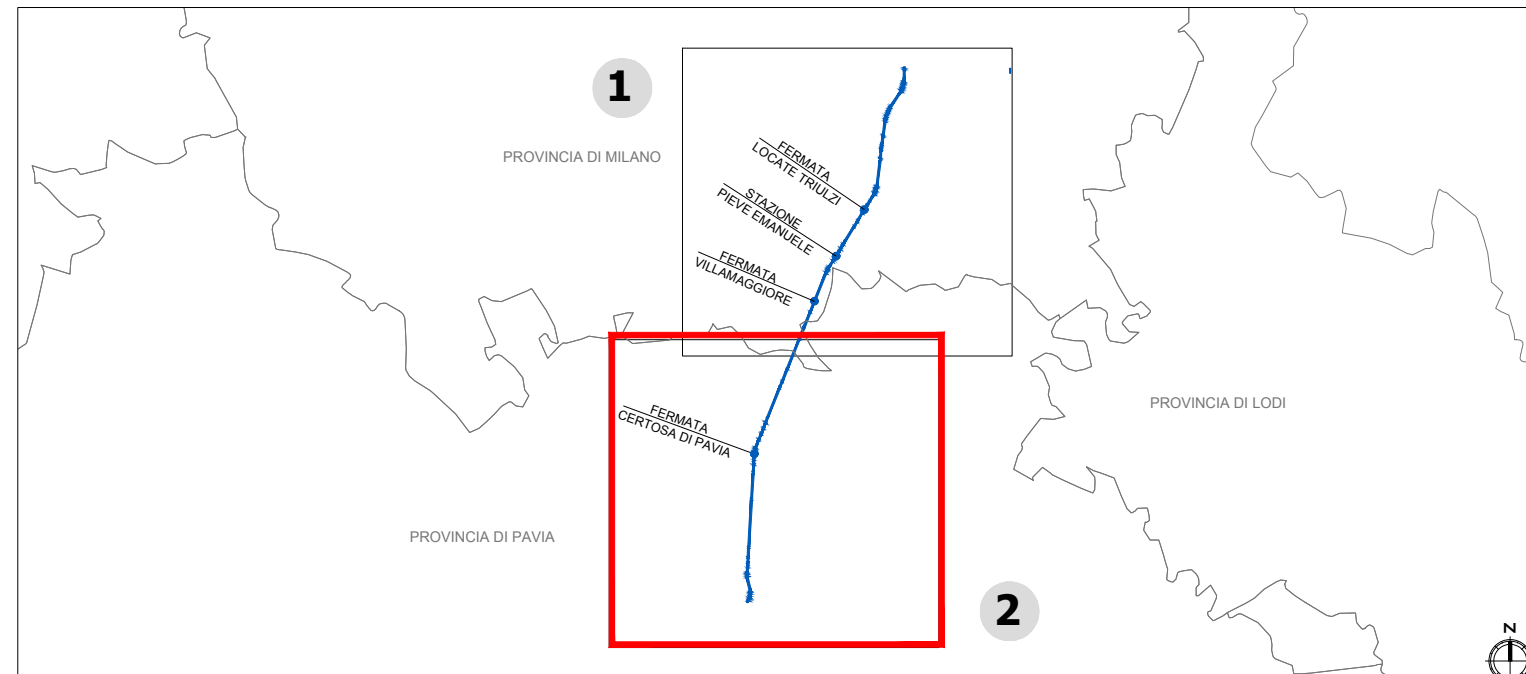 1
PROVINCIA DI MILANO
FERMATA
LOCATE TRIULZI
STAZIONE
PIEVE EMANUELE
FERMATA
VILLAMAGGIORE
PROVINCIA DI LODI
FERMATA
CERTOSA DI PAVIA
PROVINCIA DI PAVIA
2
N